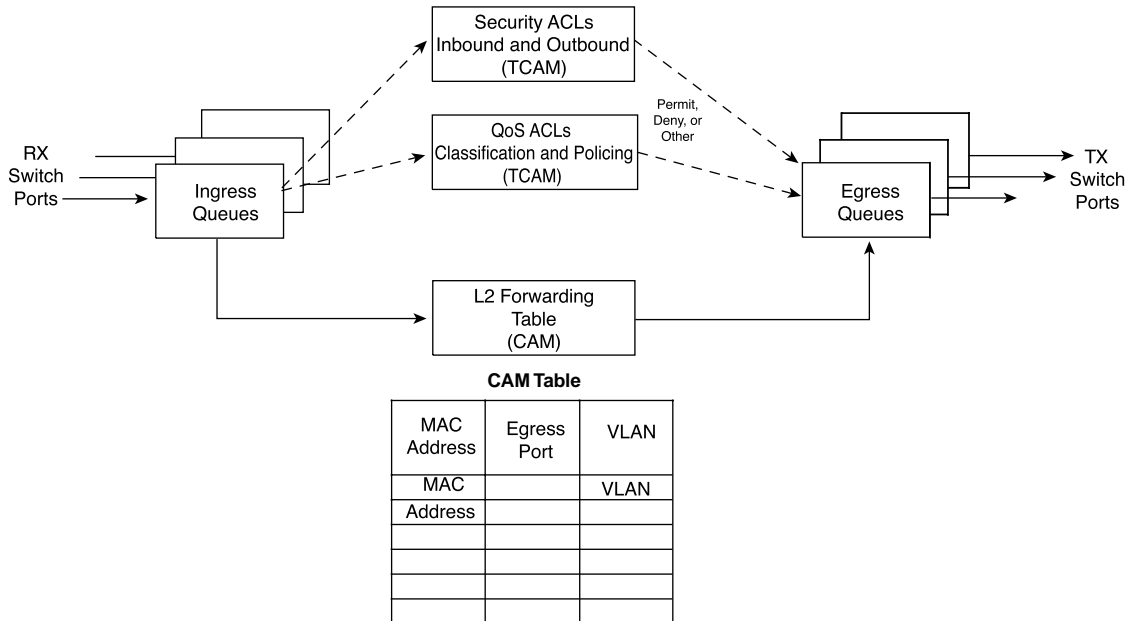 Security ACLs
Inbound and Outbound
(TCAM)
Permit,
Deny, or
Other
QoS ACLs
Classification and Policing
(TCAM)
RX
Switch
Ports
Ingress
Queues
Egress
Queues
TX
Switch
Ports
L2 Forwarding
Table
(CAM)
CAM Table
MAC
Address
Egress
Port
VLAN
MAC
VLAN
Address